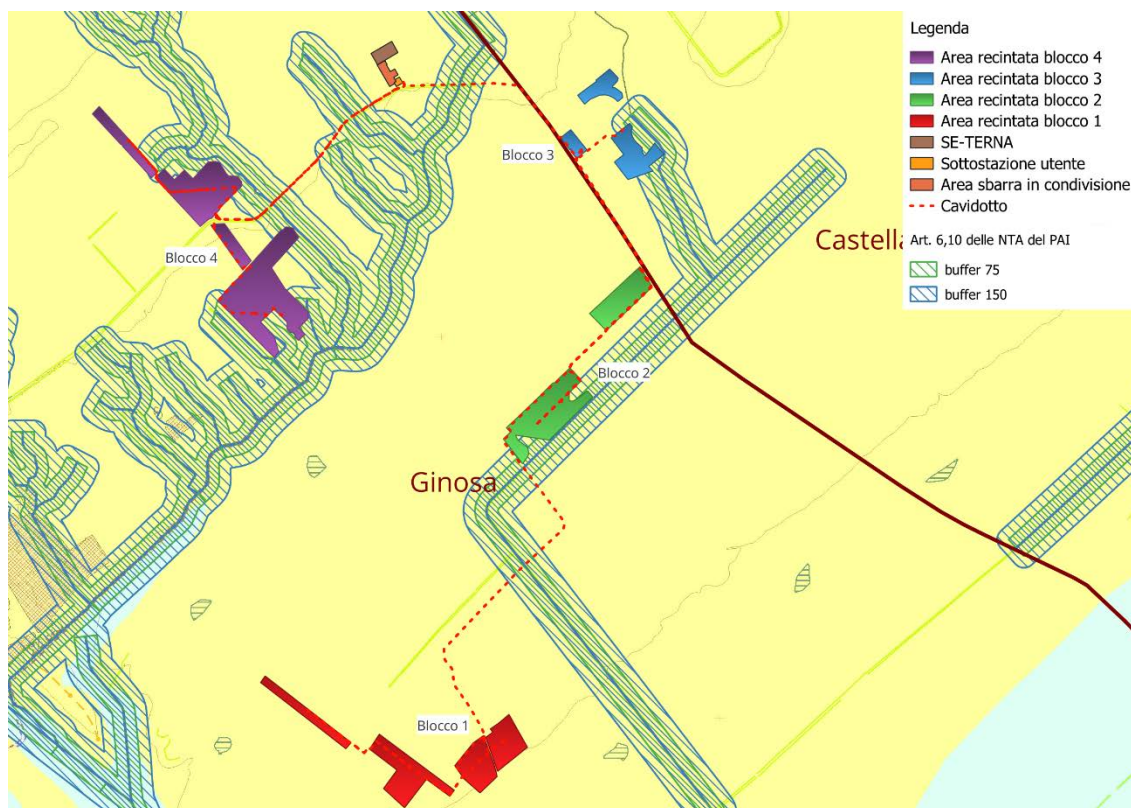 Legenda
Area recintata blocco 4
Area recintata blocco 3
Area recintata blocco 2
Area recintata blocco 1
SE-TERNA
Sottostazione utente
Area sbarra in condivisione
Cavidotto
Art. 6,10 delle NTA del PAI
buffer 75
buffer 150
Blocco 3
Castella
Blocco 4
Blocco 2
Ginosa
Blocco 1